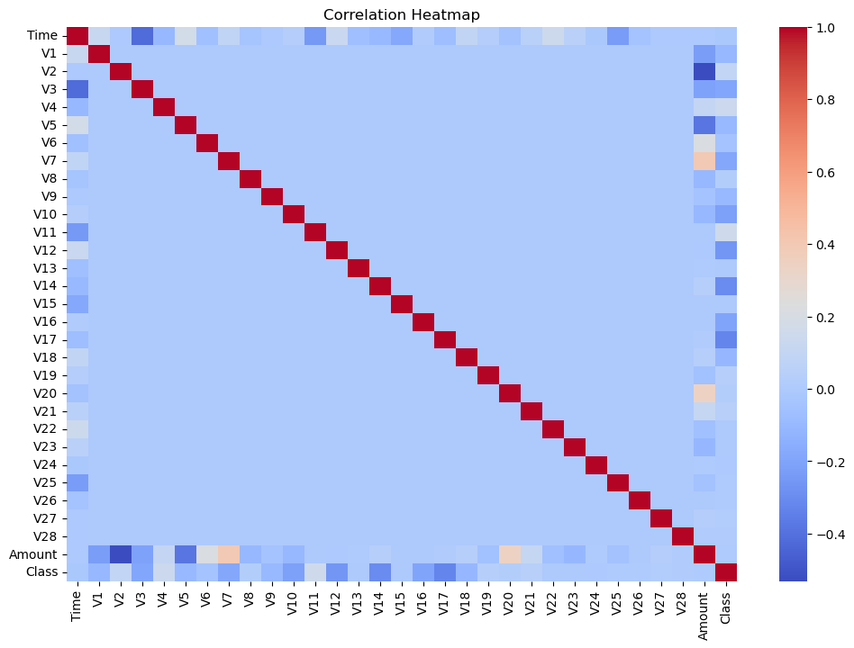 Correlation Heatmap
Time
V1
V2
V3
V4
V5
V6
V7
V8
V9
V10
V11
V12
V13
V14
V15
V16
V17
V18
V19
V20
V21
V22
V23
V24
V25
V26
V27
V28
Amount
Class
Time
V1
V2
V3
V4
V5
V6
V7
V8
V9
V10
V11
V12
V13
V14
V15
V16
V17
V18
V19
V20
V21
V22
V23
V24
V25
V26
V27
V28
Amount
Class
1.0
0.8
0.6
0.4
0.2
0.0
−0.2
−0.4